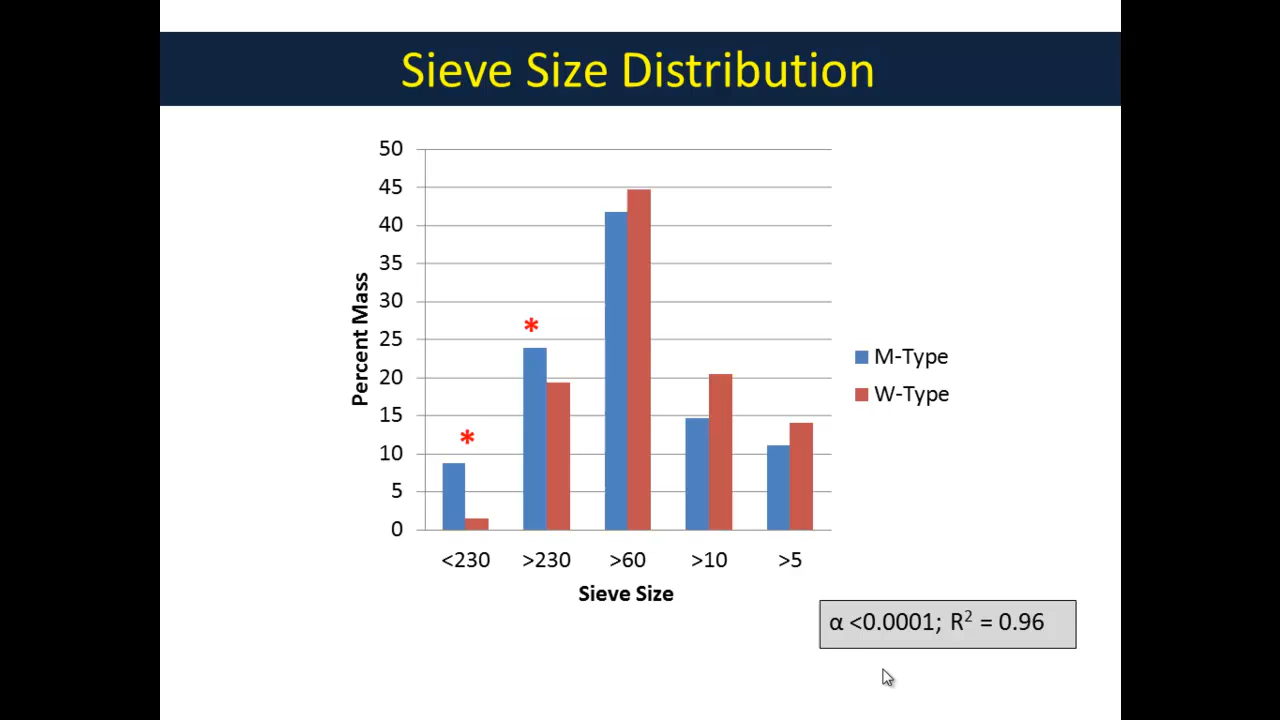 Sieve Size Distribution
50
45
40
35
30
25
20
15
10
5
0
Percent Mass
*
*
<230 >230 >60 >10 >5
Sieve Size
M-Type
W-Type
α <0.0001; R² = 0.96